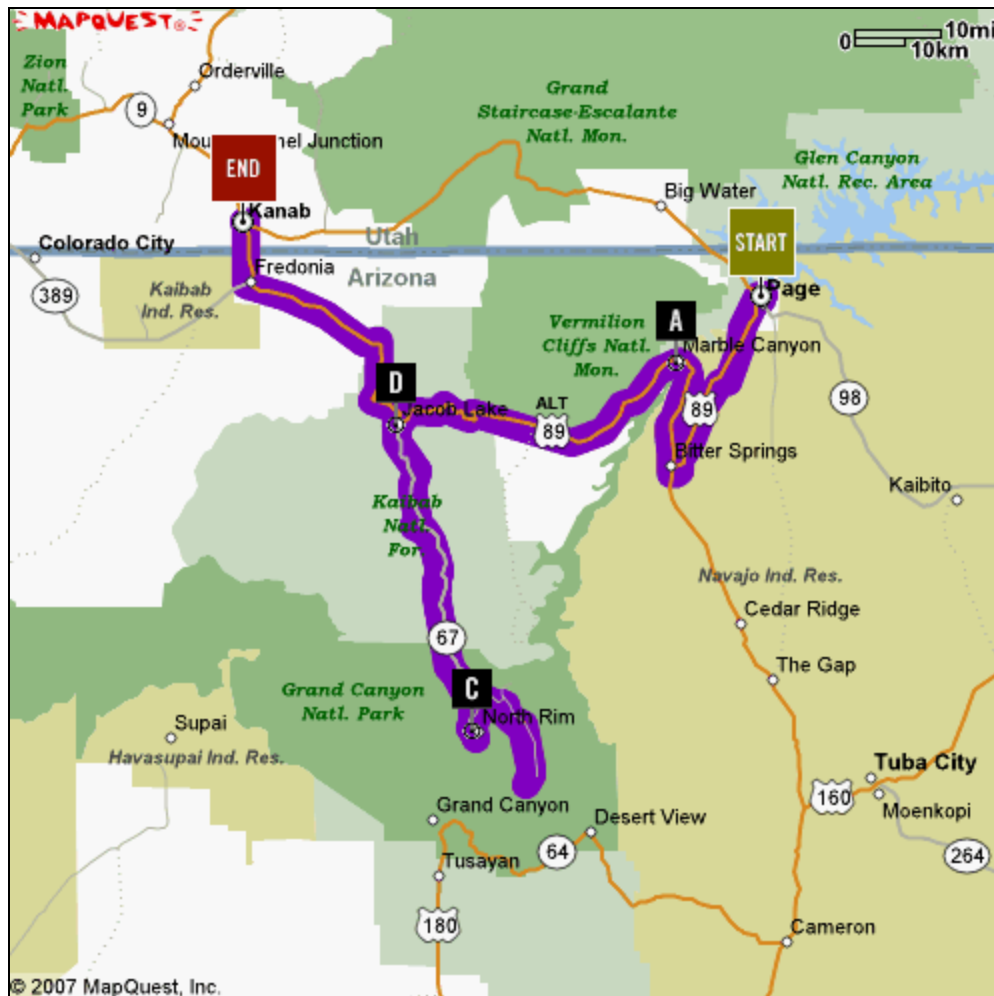 MAPQUEST®
0 10mi
10km
Zion
Natl.
Park
Orderville
9
Grand
Staircase-Escalante
Natl. Mon.
Glen Canyon
Natl. Rec. Area
Junction
END
Big Water
Kanab
Utah
START
Colorado City
Fredonia
Arizona
Page
389
Kaibab
Ind. Res.
Vermilion
Cliffs Natl.
Mon.
A
Marble Canyon
D
98
Jacob Lake
ALT
89
89
Bitter Springs
Kaibito
Kaibab
Natl.
For.
Navajo Ind. Res.
Cedar Ridge
67
The Gap
Grand Canyon
Natl. Park
C
North Rim
Supai
Havasupai Ind. Res.
Tuba City
160
Moenkopi
Grand Canyon
Desert View
64
264
Tusayan
180
Cameron
© 2007 MapQuest, Inc.